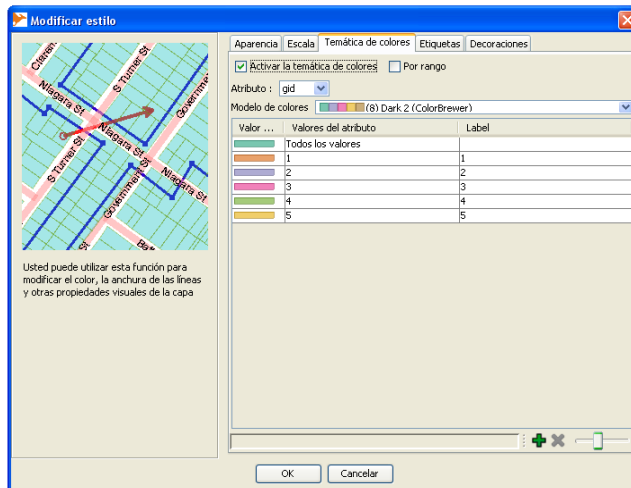 Modificar estilo
Aparencia Escala Temática de colores Etiquetas Decoraciones
Activar la temática de colores Por rango
Atributo : gid
Modelo de colores (8) Dark 2 (ColorBrewer)
Valor ... Valores del atributo Label
Todos los valores
1 1
2 2
3 3
4 4
5 5
Niagara St
S Turner St
Government
Niagara St
S Turner St
Government St
Niagara St
Usted puede utilizar esta función para
modificar el color, la anchura de las líneas
y otras propiedades visuales de la capa
OK Cancelar